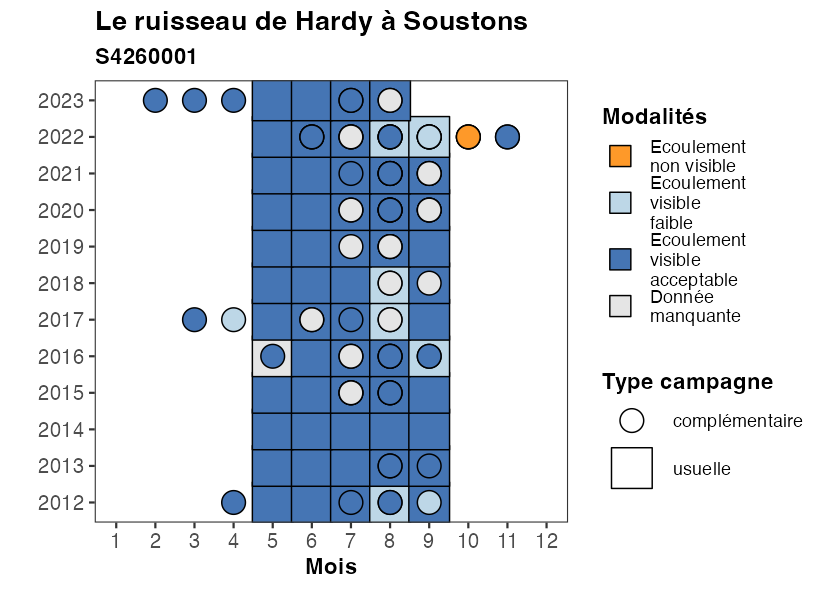 Le ruisseau de Hardy à Soustons
S4260001
2023
2022
2021
2020
2019
2018
2017
2016
2015
2014
2013
2012
1 2 3 4 5 6 7 8 9 10 11 12
Mois
Modalités
Ecoulement
non visible
Ecoulement
visible
faible
Ecoulement
visible
acceptable
Donnée
manquante
Type campagne
complémentaire
usuelle